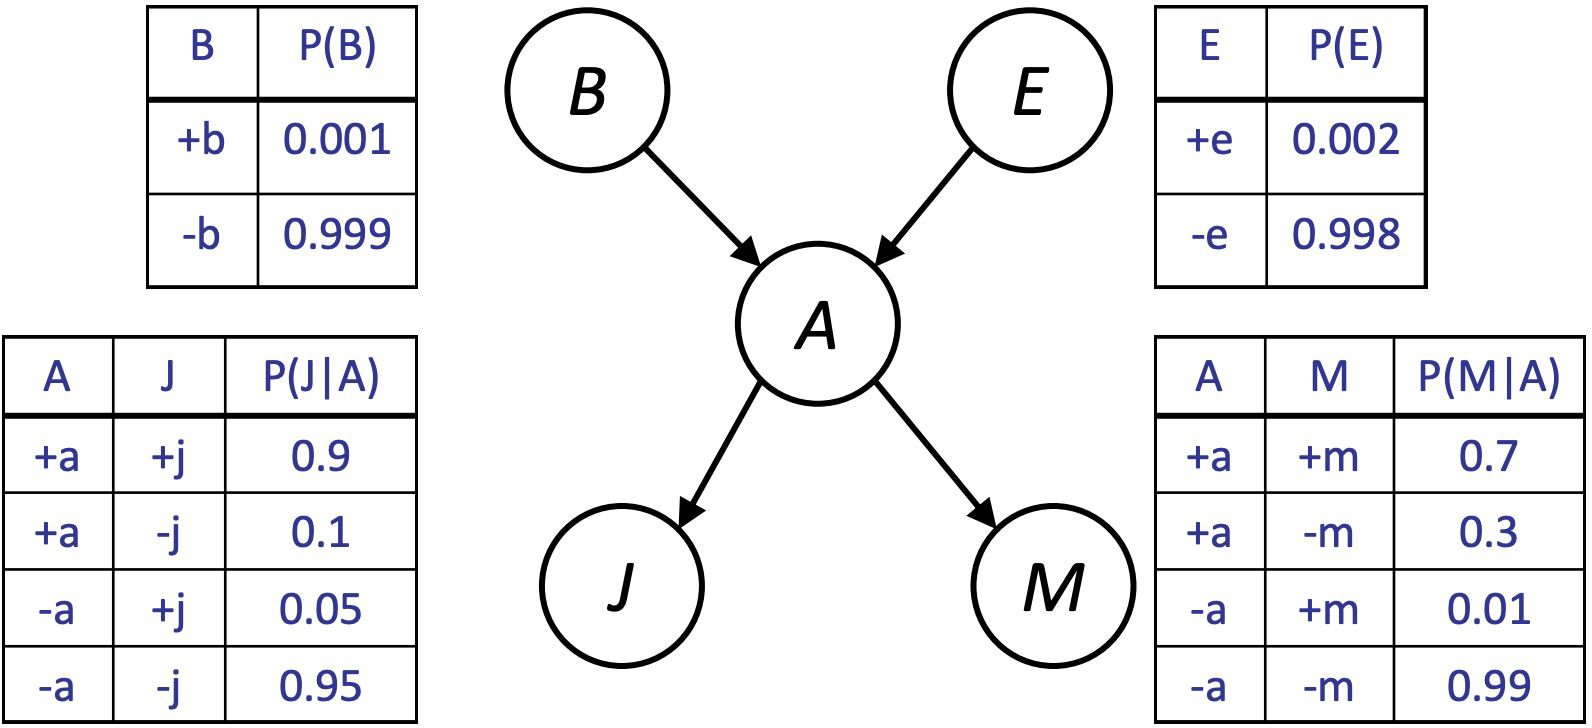 B P(B)
+b 0.001
-b 0.999
B
E
E P(E)
+e 0.002
-e 0.998
A
A J P(J|A)
+a +j 0.9
+a -j 0.1
-a +j 0.05
-a -j 0.95
J
M
A M P(M|A)
+a +m 0.7
+a -m 0.3
-a +m 0.01
-a -m 0.99